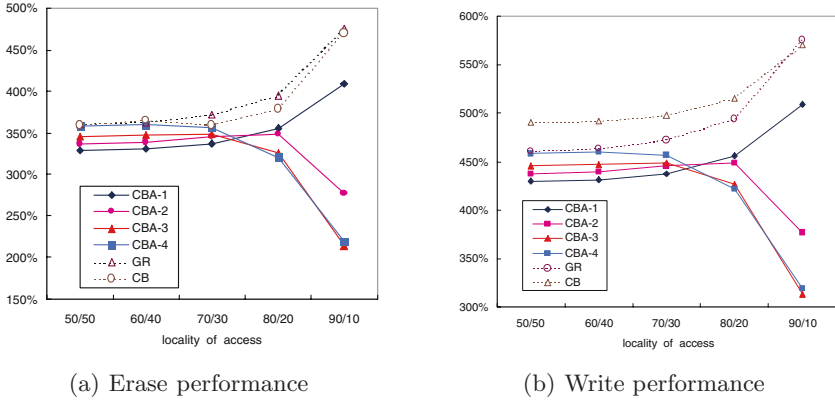 500%
450%
400%
350%
300%
250%
200%
150%
CBA-1
CBA-2
CBA-3
CBA-4
GR
CB
50/50 60/40 70/30 80/20 90/10
locality of access
(a) Erase performance
600%
550%
500%
450%
400%
350%
300%
CBA-1
CBA-2
CBA-3
CBA-4
GR
CB
50/50 60/40 70/30 80/20 90/10
locality of access
(b) Write performance